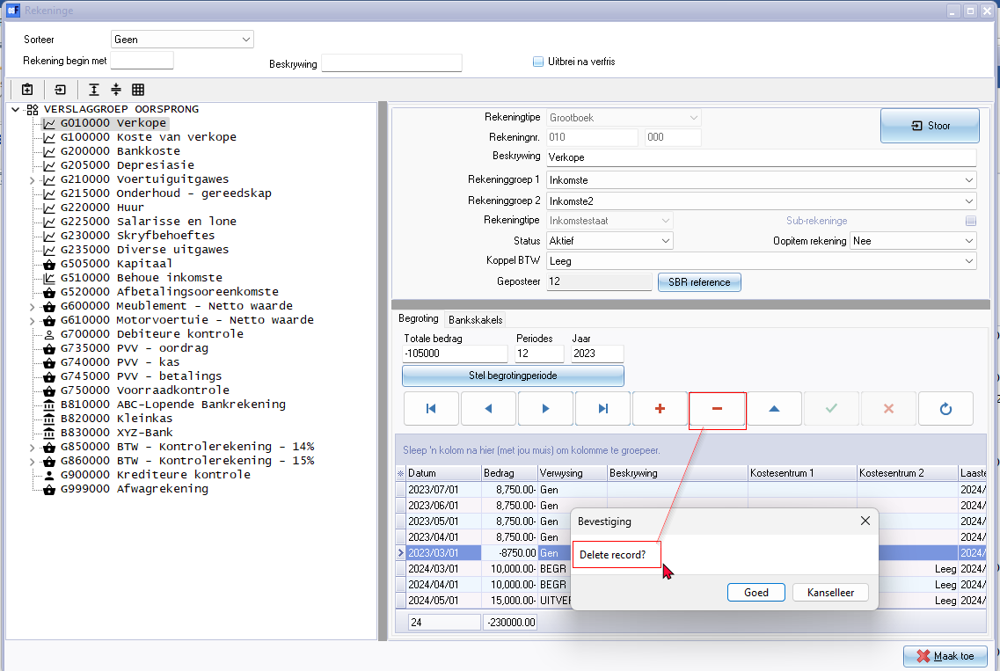 Rekeninge
Sorteer Geen
Rekening begin met Beskrywing Uitbrei na verfris
VERSLAGGROEP OORSPRONG
G010000 Verkope
G100000 Koste van verkope
G200000 Bankkoste
G205000 Depresiasie
G210000 Voertuiguitgawes
G215000 Onderhoud - gereedskap
G220000 Huur
G225000 Salarisse en lone
G230000 Skryfbehoeftes
G235000 Diverse uitgawes
G505000 Kapitaal
G510000 Behoue inkomste
G520000 Afbetalingsooreenkomste
G600000 Meublement - Netto waarde
G610000 Motorvoertuie - Netto waarde
G700000 Debiteure kontrole
G735000 PVV - oordrag
G740000 PVV - kas
G745000 PVV - betalings
G750000 Voorraadkontrole
B810000 ABC-Lopende Bankrekening
B820000 Kleinkas
B830000 XYZ-Bank
G850000 BTW - Kontrolerekening - 14%
G860000 BTW - Kontrolerekening - 15%
G900000 Krediteure kontrole
G999000 Afwagrekening
Rekeningtipe Grootboek
Stoor
Rekeningnr. 010 000
Beskrywing Verkope
Rekeninggroep 1 Inkomste
Rekeninggroep 2 Inkomste2
Rekeningtipe Inkomstestaat Sub-rekeninge
Status Aktief Oopitem rekening Nee
Koppel BTW Leeg
Geposteer 12 SBR reference
Begroting Bankskakels
Totale bedrag Periodes Jaar
-105000 12 2023
Stel begrotingperiode
Sleep 'n kolom na hier (met jou muis) om kolomme te groepeer.
Datum Bedrag Verwysing Beskrywing Kostesentrum 1 Kostesentrum 2 Laaste
2023/07/01 8,750.00- Gen 2024/
2023/06/01 8,750.00- Gen 2024/
2023/05/01 8,750.00- Gen 2024/
2023/04/01 8,750.00- Gen 2024/
2023/03/01 -8750.00 Gen 2024/
2024/03/01 10,000.00- BEGR Leeg 2024/
2024/04/01 10,000.00- BEGR Leeg 2024/
2024/05/01 15,000.00- UITVE Leeg 2024/
24 -230000.00
Bevestiging
Delete record?
Goed Kanselleer
Maak toe